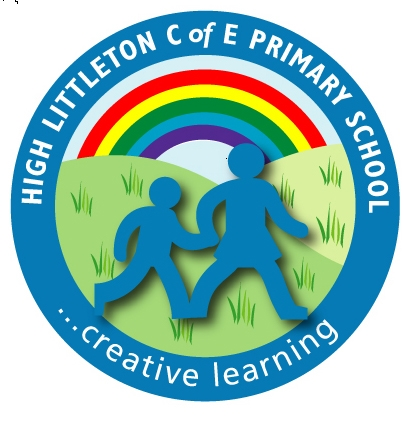 HIGH LITTLETON C of E PRIMARY SCHOOL
...creative learning